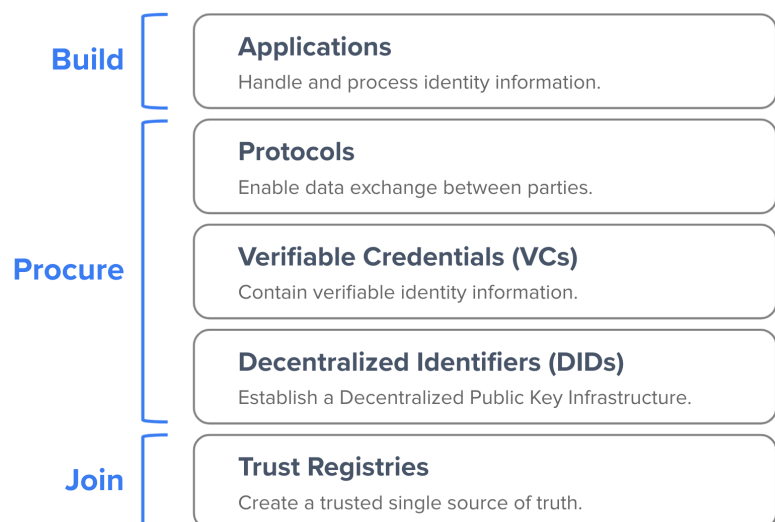 Build
Applications
Handle and process identity information.
Protocols
Enable data exchange between parties.
Procure
Verifiable Credentials (VCs)
Contain verifiable identity information.
Decentralized Identifiers (DIDs)
Establish a Decentralized Public Key Infrastructure.
Join
Trust Registries
Create a trusted single source of truth.